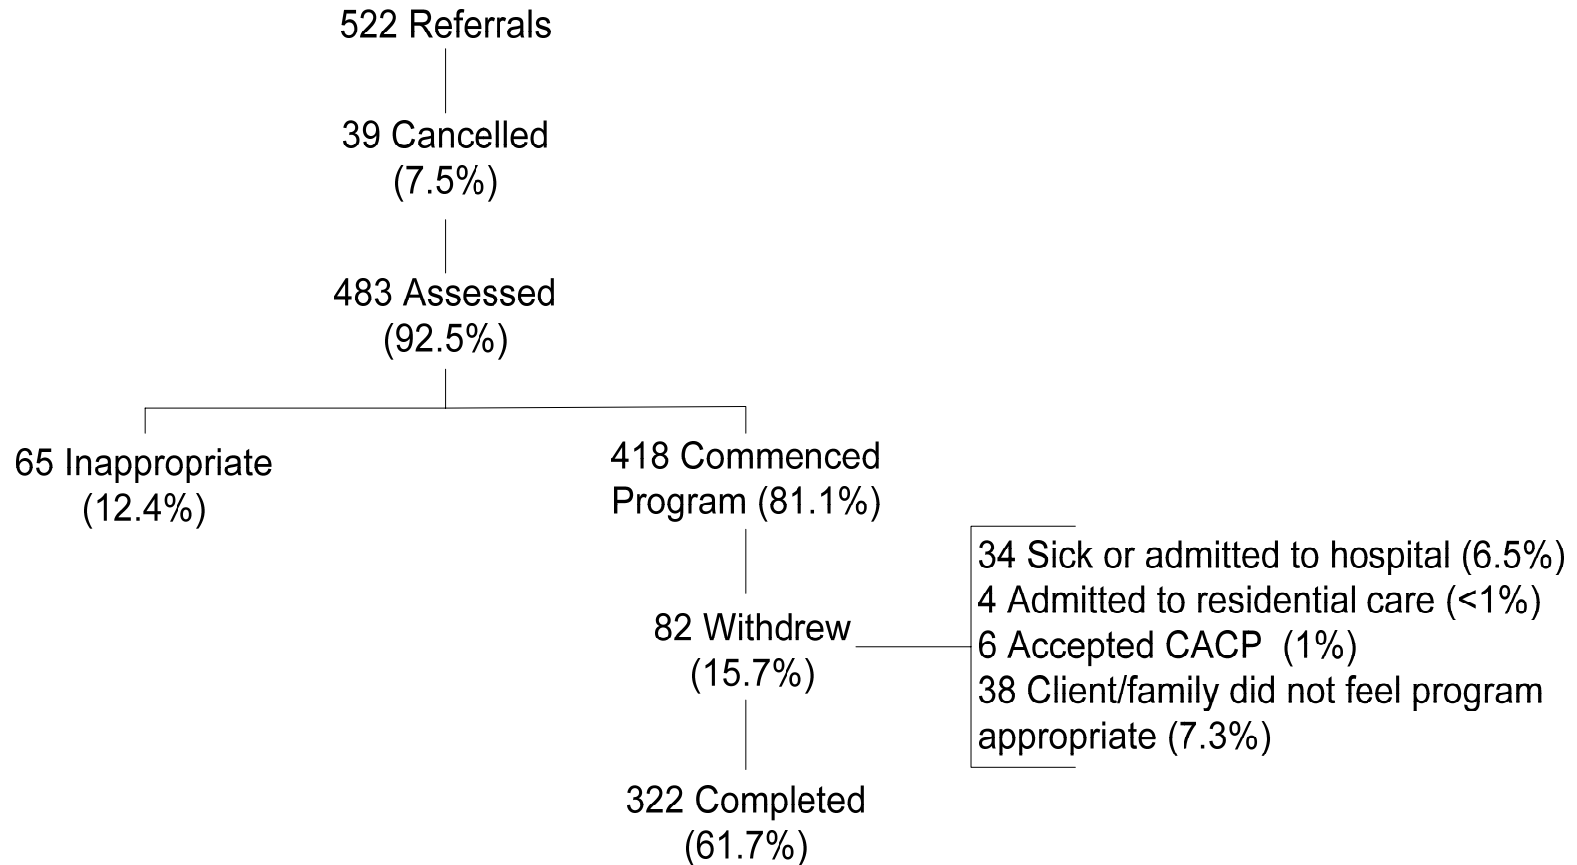 522 Referrals
39 Cancelled
(7.5%)
483 Assessed
(92.5%)
65 Inappropriate
(12.4%)
418 Commenced
Program (81.1%)
82 Withdrew
(15.7%)
34 Sick or admitted to hospital (6.5%)
4 Admitted to residential care (<1%)
6 Accepted CACP (1%)
38 Client/family did not feel program
appropriate (7.3%)
322 Completed
(61.7%)